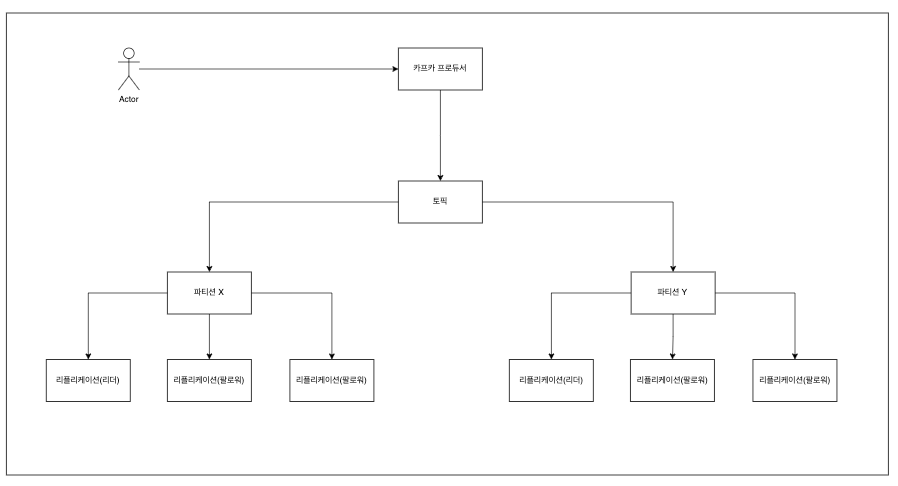 카프카 프로듀서
Actor
토픽
파티션 X
파티션 Y
리플리케이션(리더)
리플리케이션(팔로워)
리플리케이션(팔로워)
리플리케이션(리더)
리플리케이션(팔로워)
리플리케이션(팔로워)